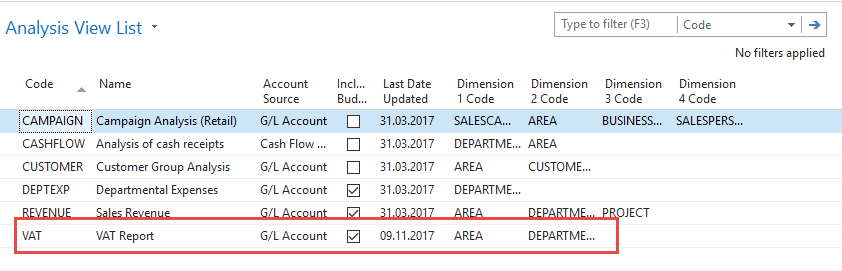 Analysis View List
Type to filter (F3) Code
No filters applied
Code Name Account Source Incl... Bud... Last Date Updated Dimension 1 Code Dimension 2 Code Dimension 3 Code Dimension 4 Code
CAMPAIGN Campaign Analysis (Retail) G/L Account 31.03.2017 SALESCA... AREA BUSINESS... SALESPERS...
CASHFLOW Analysis of cash receipts Cash Flow ... 31.03.2017 DEPARTME... AREA
CUSTOMER Customer Group Analysis G/L Account 31.03.2017 AREA CUSTOME...
DEPTEXP Departmental Expenses G/L Account 31.03.2017 DEPARTME...
REVENUE Sales Revenue G/L Account 31.03.2017 AREA DEPARTME... PROJECT
VAT VAT Report G/L Account 09.11.2017 AREA DEPARTME...